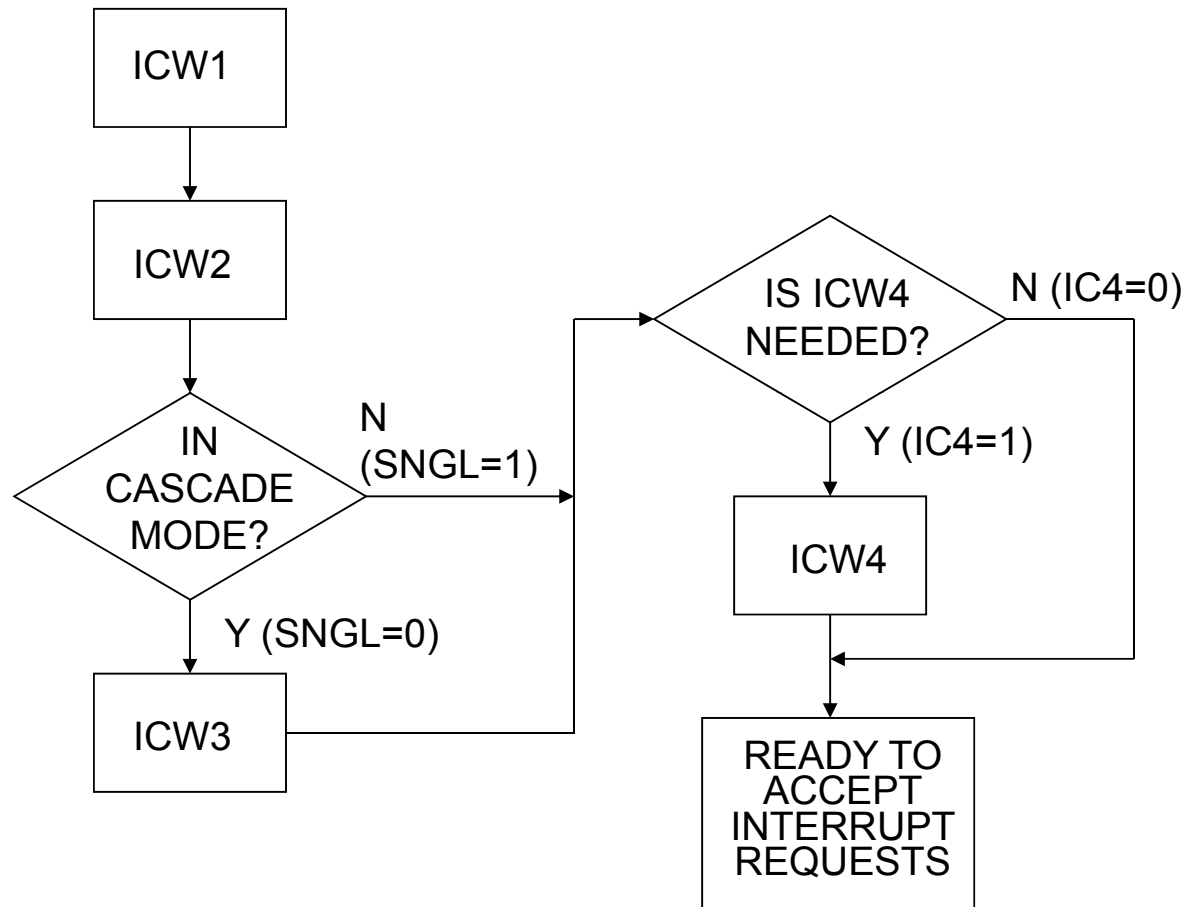 ICW1
ICW2
IN
CASCADE
MODE?
N
(SNGL=1)
Y (SNGL=0)
ICW3
IS ICW4
NEEDED?
N (IC4=0)
Y (IC4=1)
ICW4
READY TO
ACCEPT
INTERRUPT
REQUESTS